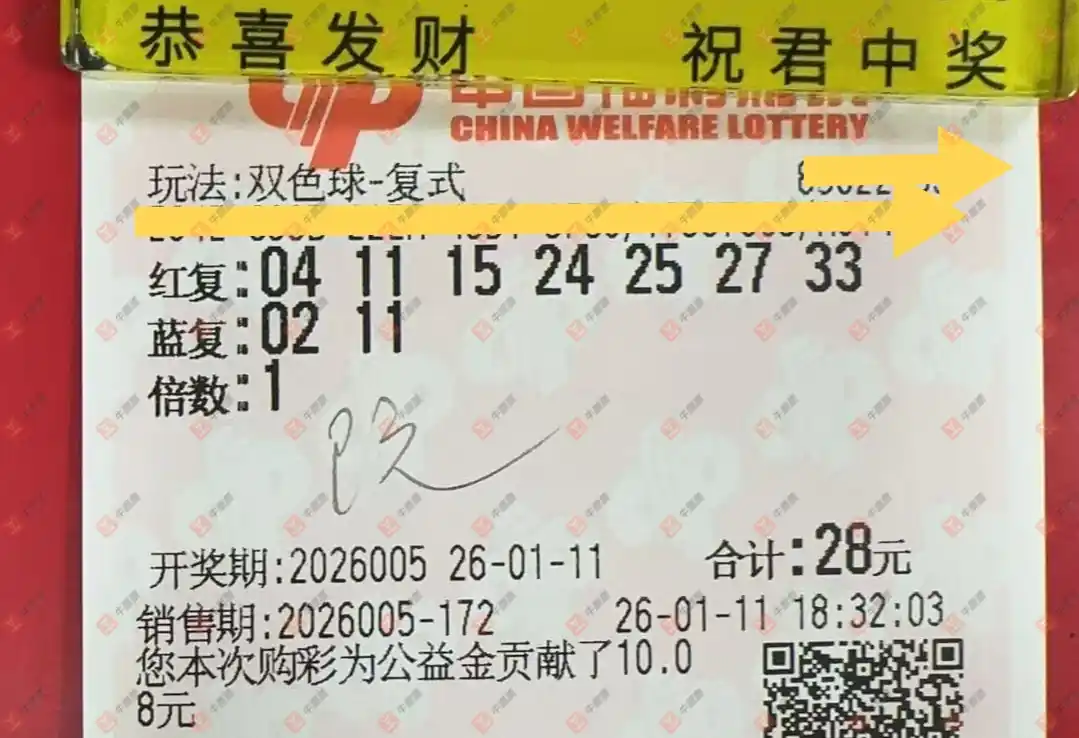 恭喜发财 祝君中奖
CHINA WELFARE LOTTERY
玩法:双色球-复式
红复:04 11 15 24 25 27 33
蓝复:02 11
倍数:1
开奖期:2026005 26-01-11 合计:28元
销售期:2026005-172 26-01-11 18:32:03
您本次购彩为公益金贡献了10.0
8元